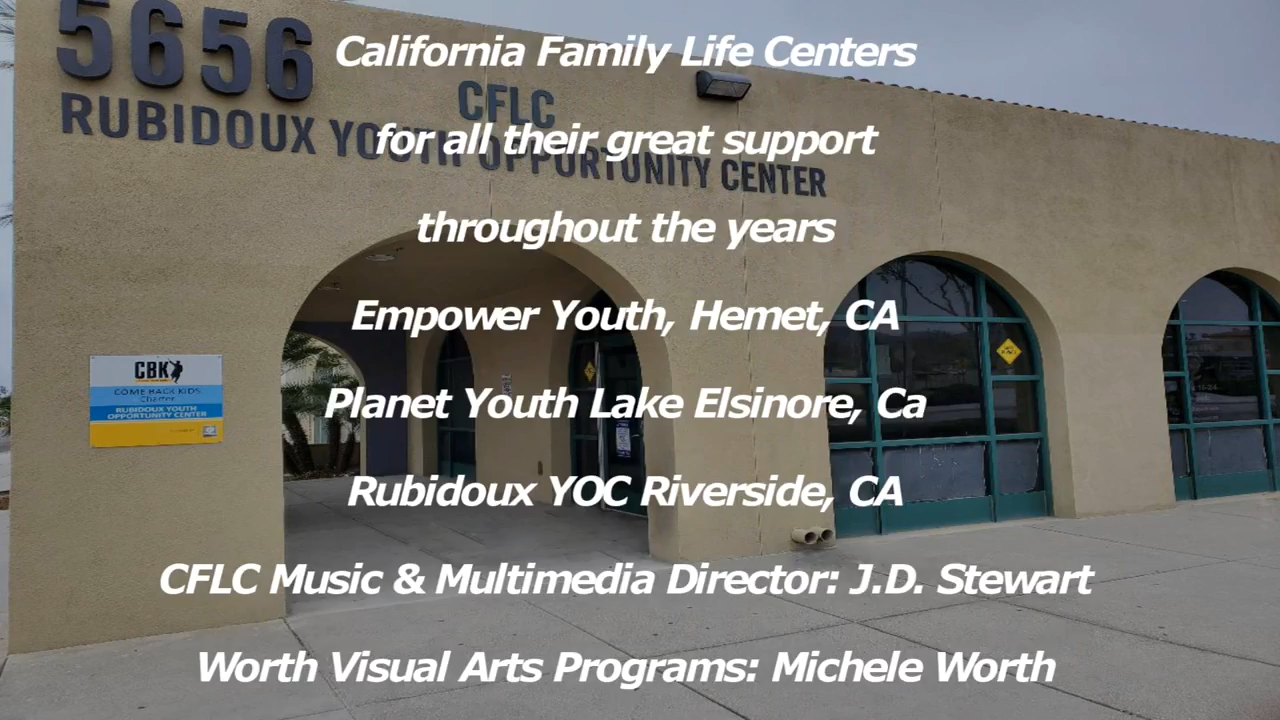 5656
CFLC
RUBIDOUX YOUTH OPPORTUNITY CENTER
California Family Life Centers
for all their great support
throughout the years
Empower Youth, Hemet, CA
Planet Youth Lake Elsinore, Ca
Rubidoux YOC Riverside, CA
CFLC Music & Multimedia Director: J.D. Stewart
Worth Visual Arts Programs: Michele Worth
CBK
COME BACK KIDS
Charter
RUBIDOUX YOUTH
OPPORTUNITY CENTER